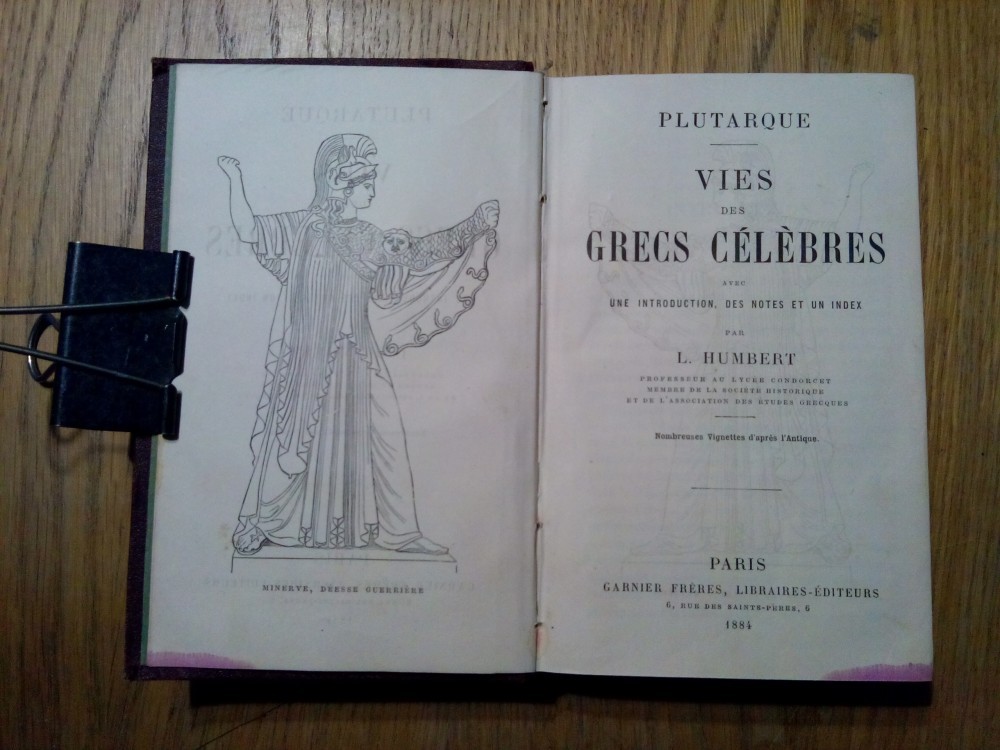 MINERVE, DÉESSE GUERRIÈRE
PLUTARQUE
VIES
DES
GRECS CÉLÈBRES
AVEC
UNE INTRODUCTION, DES NOTES ET UN INDEX
PAR
L. HUMBERT
PROFESSEUR AU LYCÉE CONDORCET
MEMBRE DE LA SOCIÉTÉ HISTORIQUE
ET DE L'ASSOCIATION DES ÉTUDES GRECQUES
Nombreuses Vignettes d'après l'Antique.
PARIS
GARNIER FRÈRES, LIBRAIRES-ÉDITEURS
6, RUE DES SAINTS-PÈRES, 6
1884